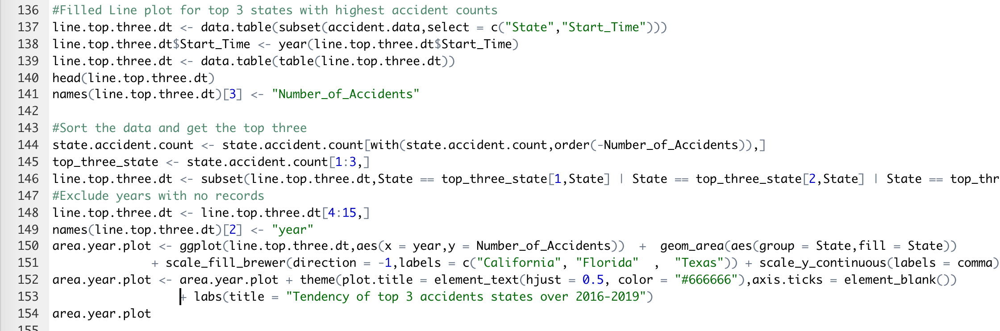 136 #Filled Line plot for top 3 states with highest accident counts
137 line.top.three.dt <- data.table(subset(accident.data,select = c("State","Start_Time")))
138 line.top.three.dt$Start_Time <- year(line.top.three.dt$Start_Time)
139 line.top.three.dt <- data.table(table(line.top.three.dt))
140 head(line.top.three.dt)
141 names(line.top.three.dt)[3] <- "Number_of_Accidents"
142
143 #Sort the data and get the top three
144 state.accident.count <- state.accident.count[with(state.accident.count,order(-Number_of_Accidents)),]
145 top_three_state <- state.accident.count[1:3,]
146 line.top.three.dt <- subset(line.top.three.dt,State == top_three_state[1,State] | State == top_three_state[2,State] | State == top_thr
147 #Exclude years with no records
148 line.top.three.dt <- line.top.three.dt[4:15,]
149 names(line.top.three.dt)[2] <- "year"
150 area.year.plot <- ggplot(line.top.three.dt,aes(x = year,y = Number_of_Accidents))  +  geom_area(aes(group = State,fill = State))
151               + scale_fill_brewer(direction = -1,labels = c("California", "Florida"  ,  "Texas")) + scale_y_continuous(labels = comma)
152 area.year.plot <- area.year.plot + theme(plot.title = element_text(hjust = 0.5, color = "#666666"),axis.ticks = element_blank())
153                   + labs(title = "Tendency of top 3 accidents states over 2016-2019")
154 area.year.plot
155